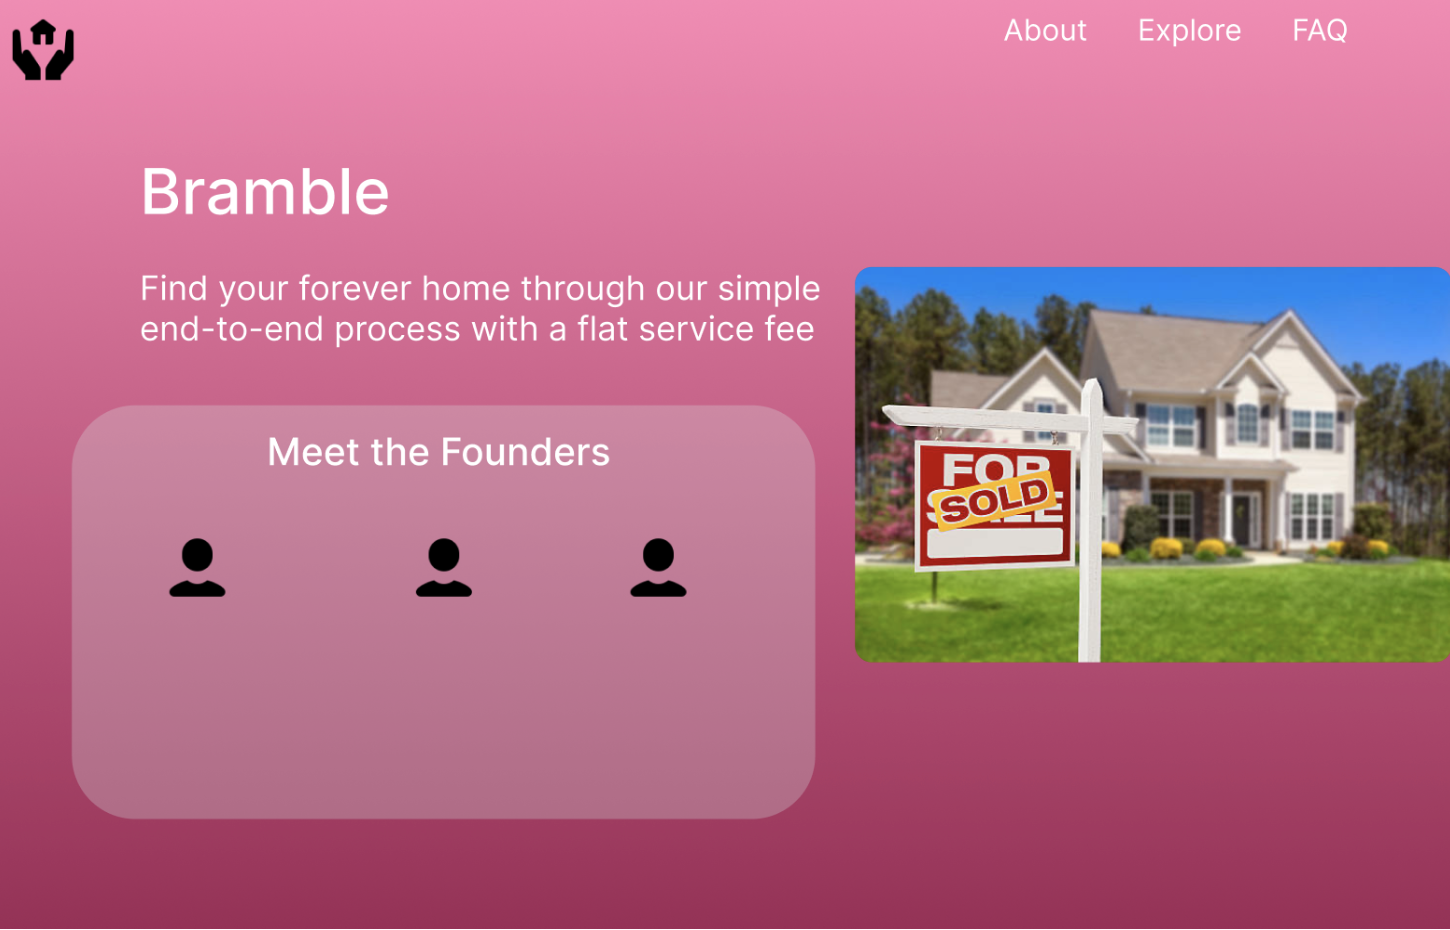 About Explore FAQ
Bramble
Find your forever home through our simple
end-to-end process with a flat service fee
Meet the Founders
FOR
SOLD